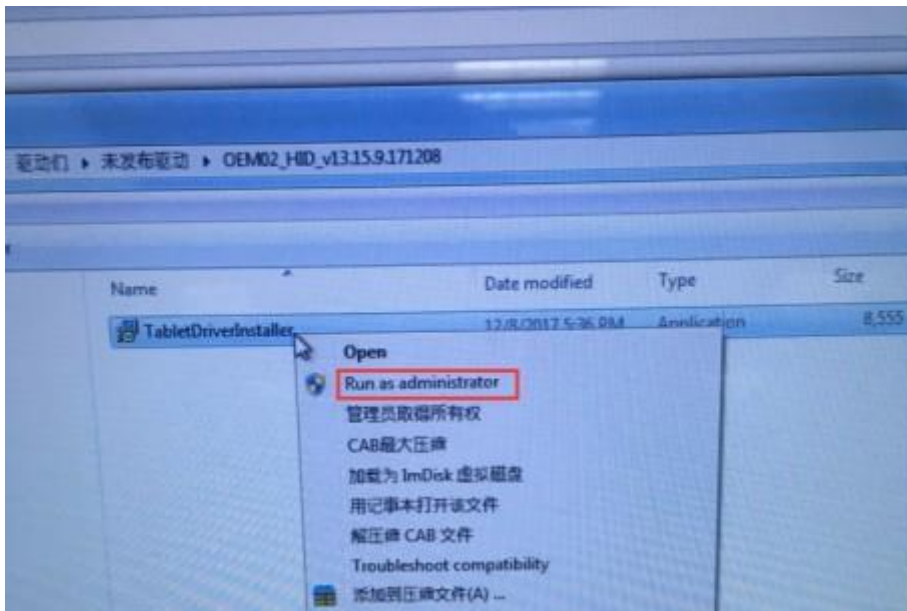 驱动们 ▸ 未发布驱动 ▸ OEM02_HID_v13.15.9.171208
Name Date modified Type Size
TabletDriverInstaller 12/8/2017 5:36 PM Application 8,555
Open
Run as administrator
管理员取得所有权
CAB最大压缩
加载为 ImDisk 虚拟磁盘
用记事本打开该文件
解压缩 CAB 文件
Troubleshoot compatibility
添加到压缩文件(A) ...